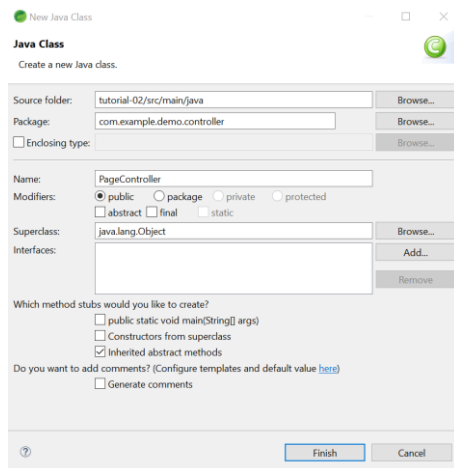 New Java Class
Java Class
Create a new Java class.
Source folder: tutorial-02/src/main/java Browse...
Package: com.example.demo.controller Browse...
Enclosing type: Browse...
Name: PageController
Modifiers: public package private protected
abstract final static
Superclass: java.lang.Object Browse...
Interfaces: Add...
Remove
Which method stubs would you like to create?
public static void main(String[] args)
Constructors from superclass
Inherited abstract methods
Do you want to add comments? (Configure templates and default value here)
Generate comments
? Finish Cancel